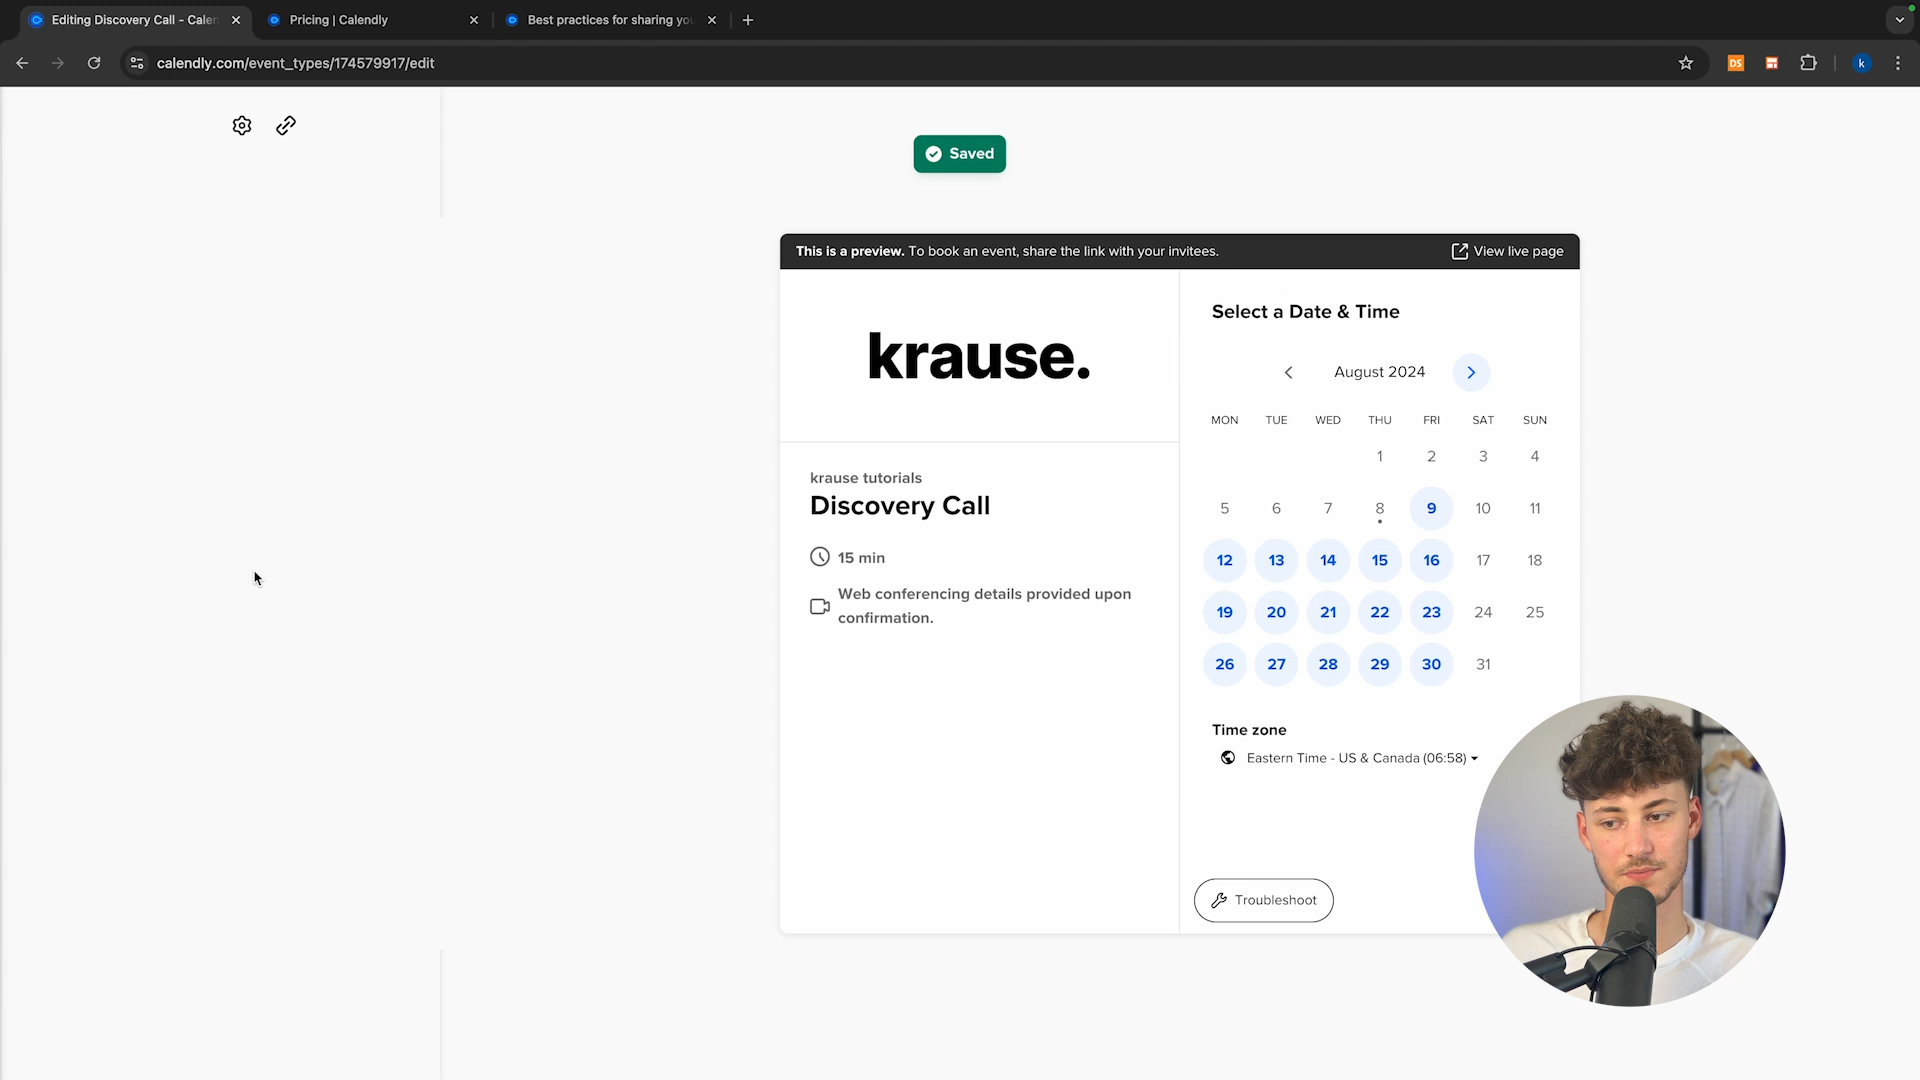 Editing Discovery Call - Calen
Pricing | Calendly
Best practices for sharing you
calendly.com/event_types/174579917/edit
DS
k
Saved
This is a preview. To book an event, share the link with your invitees.
View live page
krause.
krause tutorials
Discovery Call
15 min
Web conferencing details provided upon
confirmation.
Select a Date & Time
August 2024
MON TUE WED THU FRI SAT SUN
1 2 3 4
5 6 7 8 9 10 11
12 13 14 15 16 17 18
19 20 21 22 23 24 25
26 27 28 29 30 31
Time zone
Eastern Time - US & Canada (06:58)
Troubleshoot